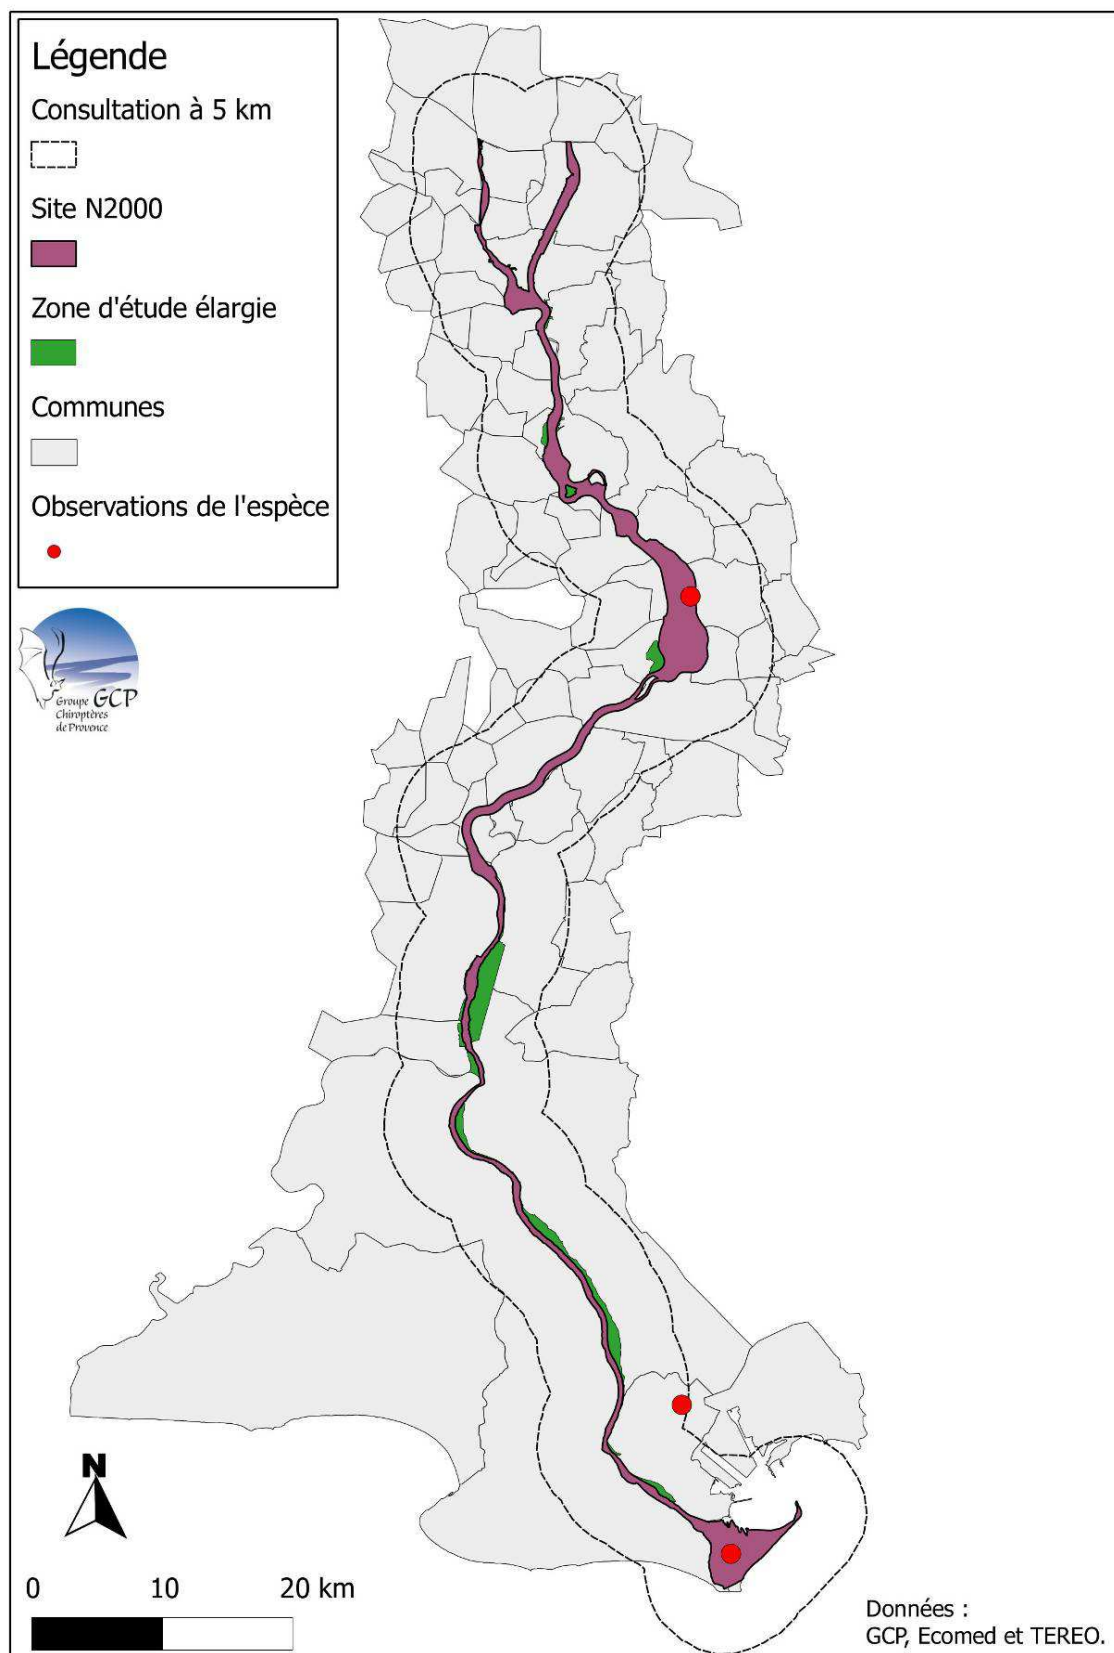 Légende
Consultation à 5 km
Site N2000
Zone d'étude élargie
Communes
Observations de l'espèce
Groupe GCP
Chiroptères
de Provence
N
0 10 20 km
Données :
GCP, Ecomed et TEREO.